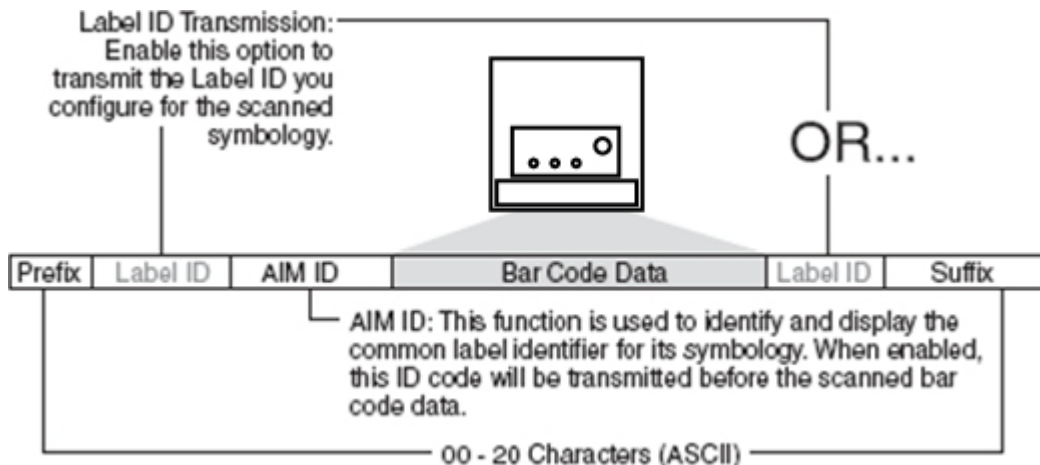 Label ID Transmission:
Enable this option to
transmit the Label ID you
configure for the scanned
symbology.
OR...
Prefix Label ID AIM ID Bar Code Data Label ID Suffix
AIM ID: This function is used to identify and display the
common label identifier for its symbology. When enabled,
this ID code will be transmitted before the scanned bar
code data.
00 - 20 Characters (ASCII)